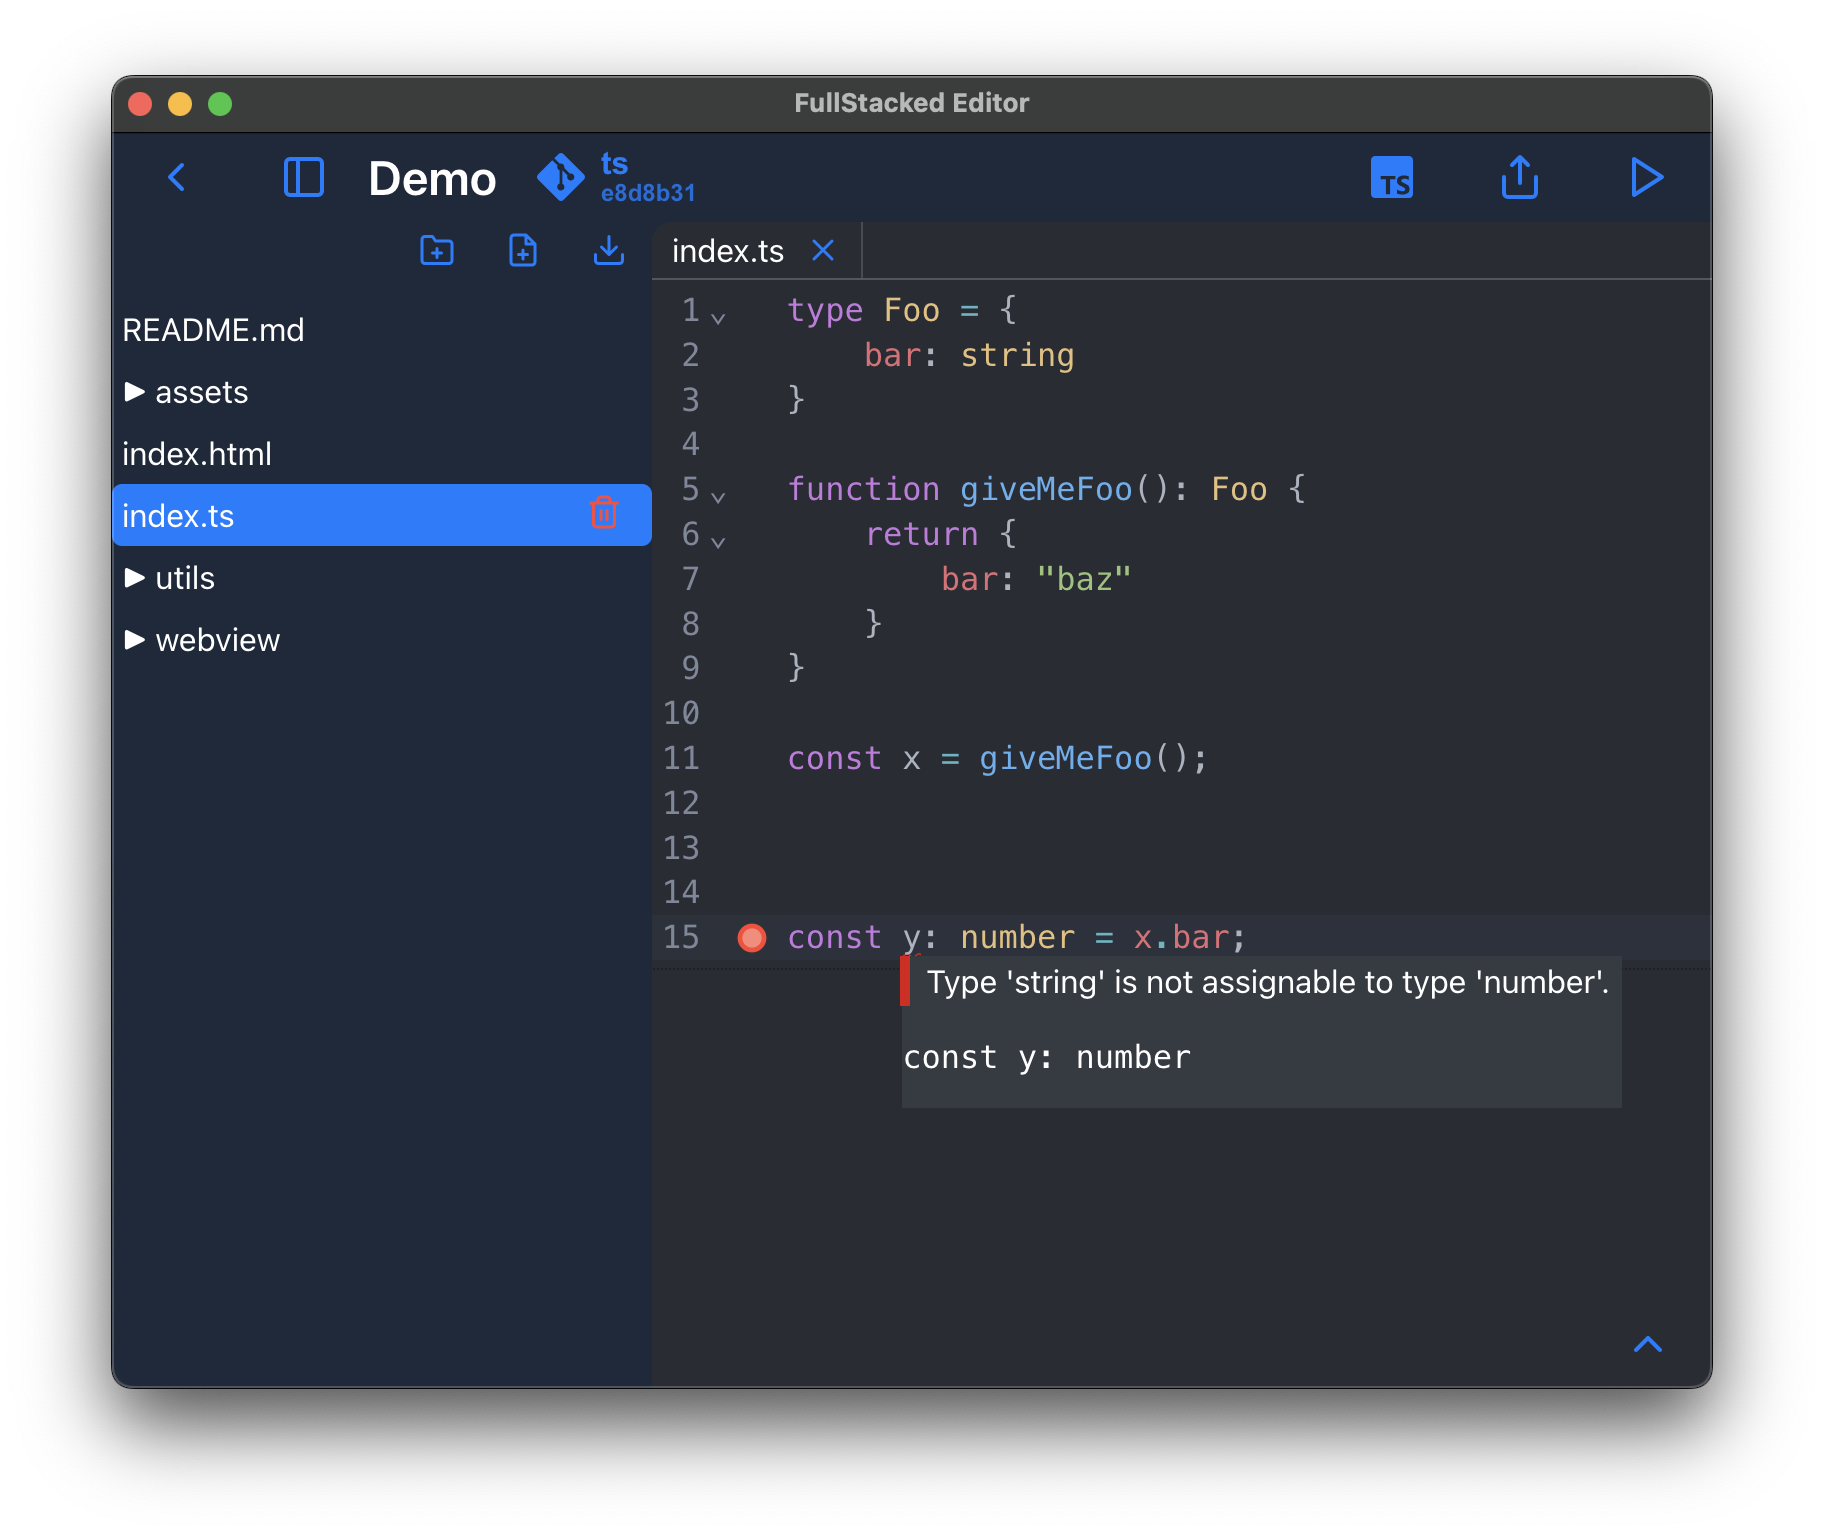 FullStacked Editor
Demo
ts
e8d8b31
TS
README.md
assets
index.html
index.ts
utils
webview
index.ts
1 type Foo = {
2     bar: string
3 }
4
5 function giveMeFoo(): Foo {
6     return {
7         bar: "baz"
8     }
9 }
10
11 const x = giveMeFoo();
12
13
14
15 const y: number = x.bar;
Type 'string' is not assignable to type 'number'.
const y: number